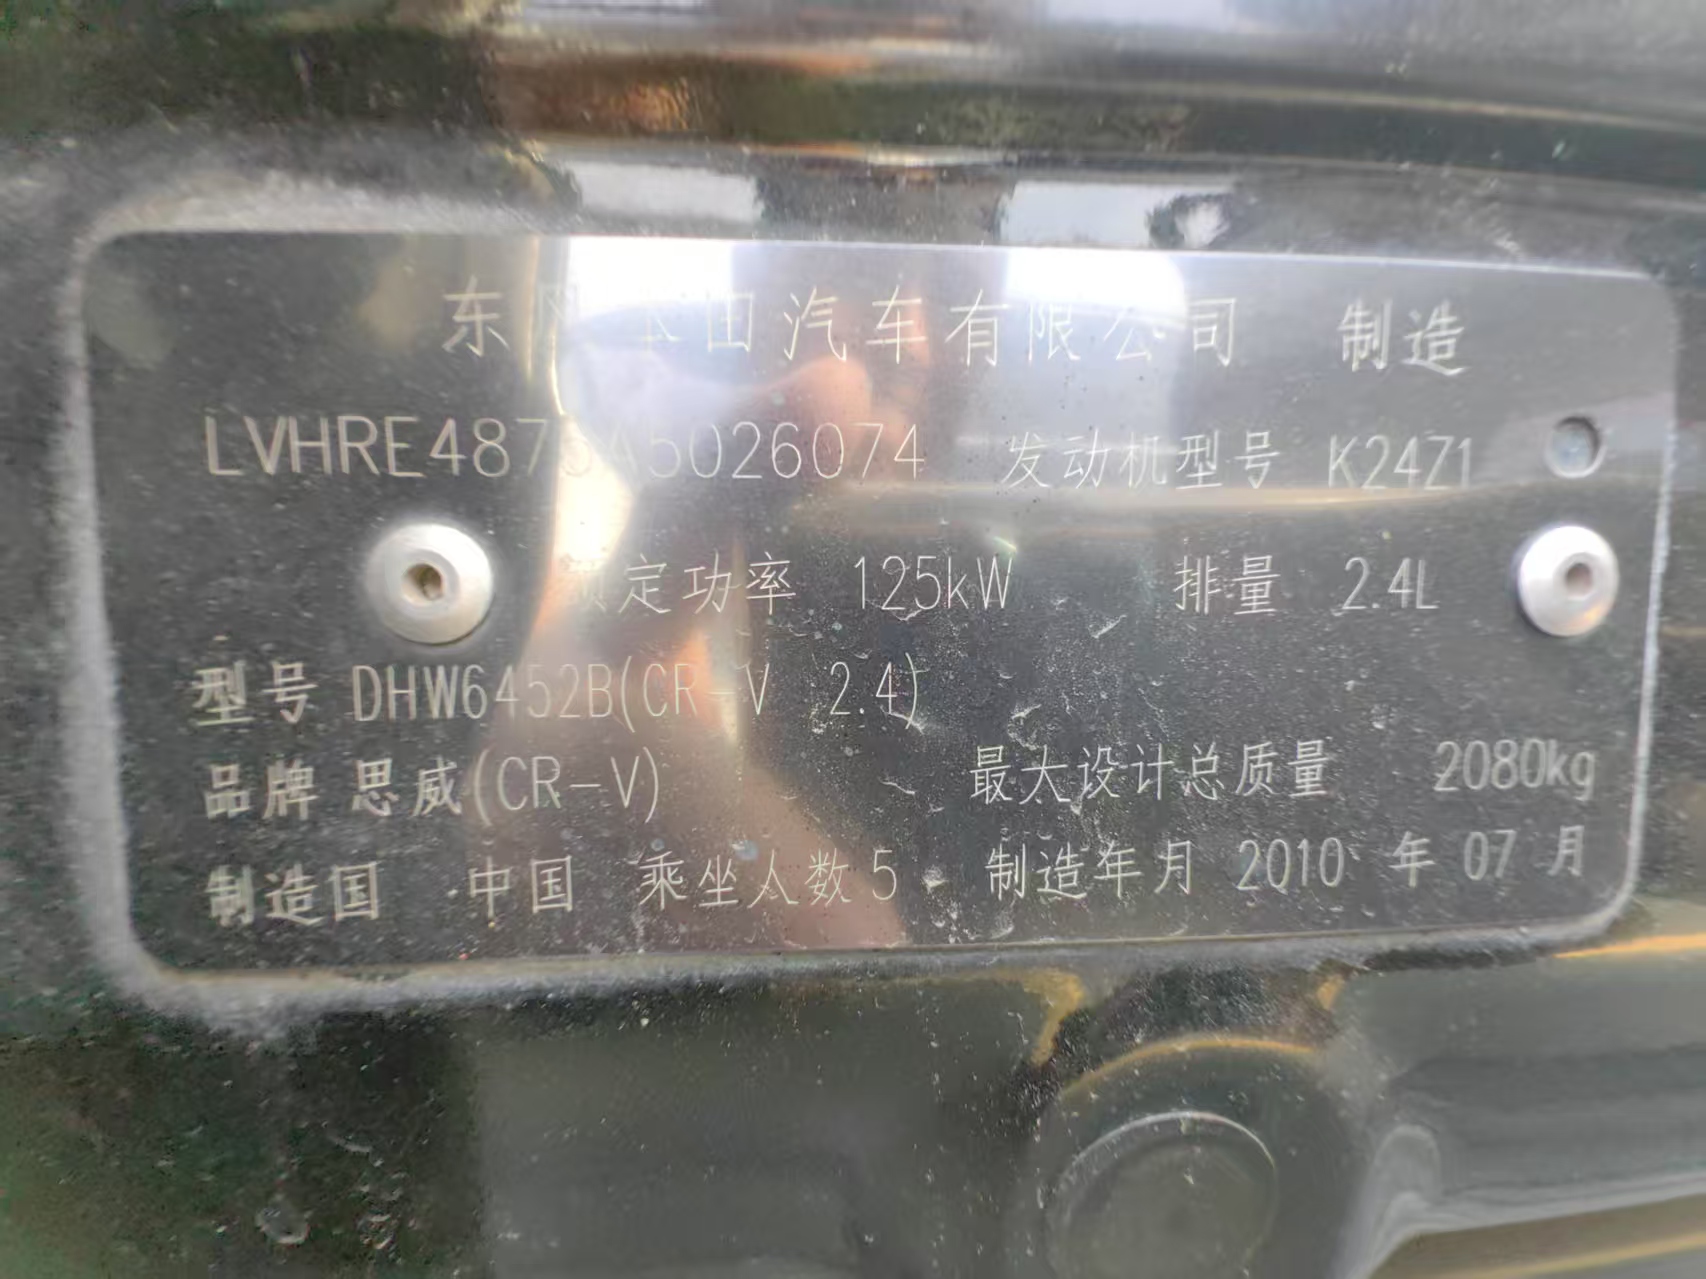 东风本田汽车有限公司 制造
LVHRE4875A5026074 发动机型号 K24Z1
额定功率 125kW 排量 2.4L
型号 DHW6452B(CR-V 2.4)
品牌 思威(CR-V) 最大设计总质量 2080kg
制造国 中国 乘坐人数 5 制造年月 2010 年 07 月